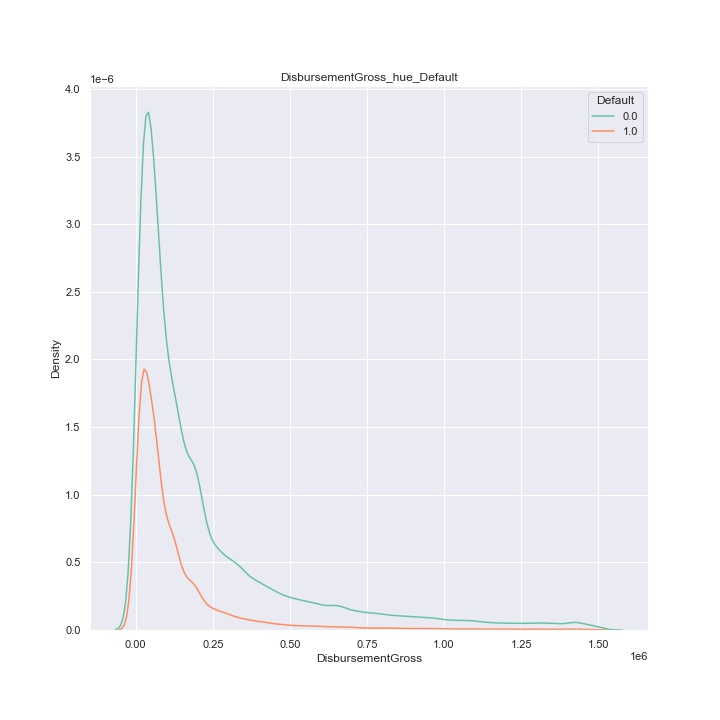 DisbursementGross_hue_Default
1e−6
4.0
3.5
3.0
2.5
2.0
1.5
1.0
0.5
0.0
Density
Default
0.0
1.0
0.00 0.25 0.50 0.75 1.00 1.25 1.50
DisbursementGross
1e6